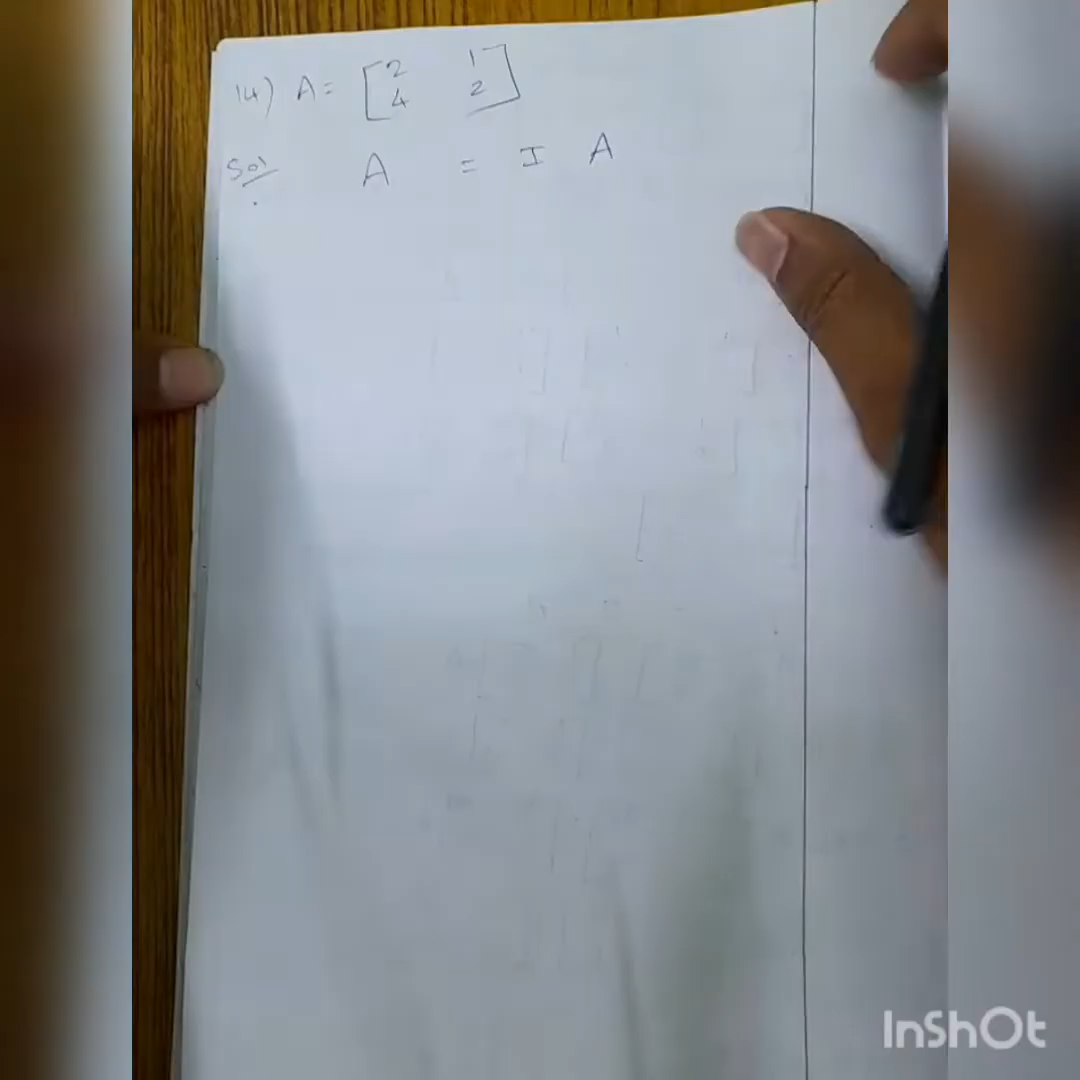 14) A = [2 1
4 2]
Sol A = I A
InShOt